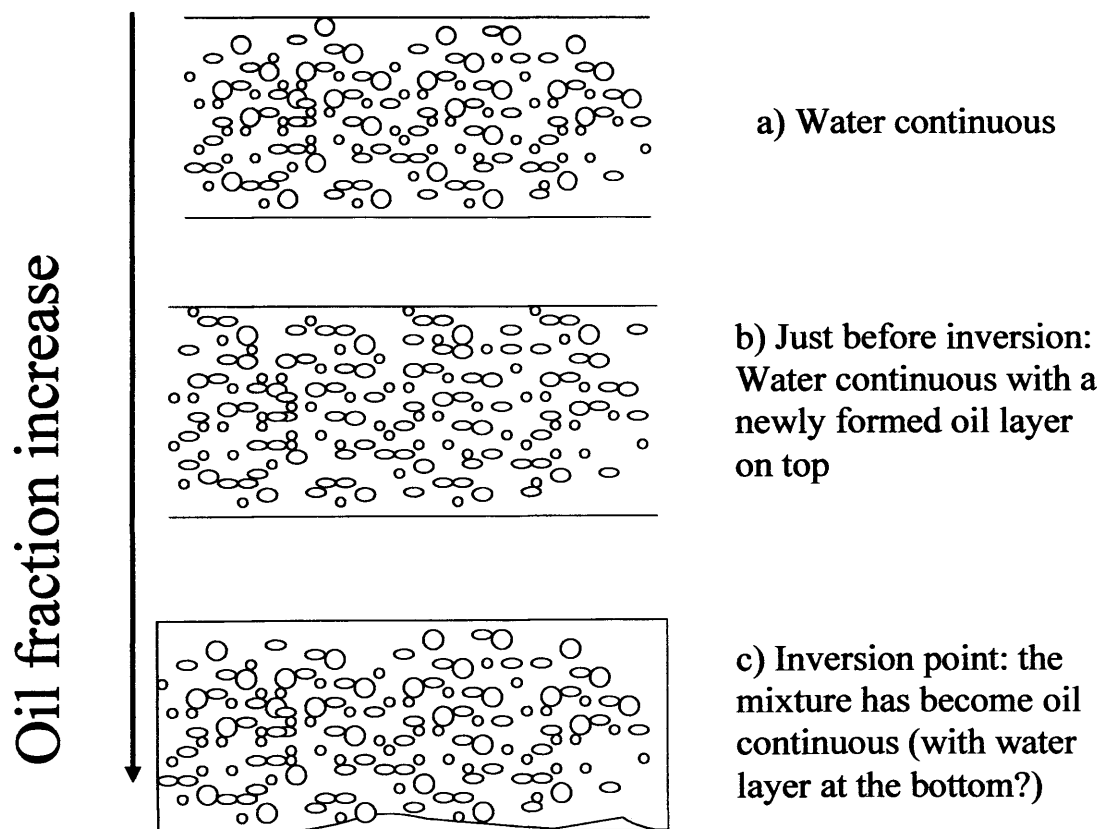 Oil fraction increase
a) Water continuous
b) Just before inversion:
Water continuous with a
newly formed oil layer
on top
c) Inversion point: the
mixture has become oil
continuous (with water
layer at the bottom?)